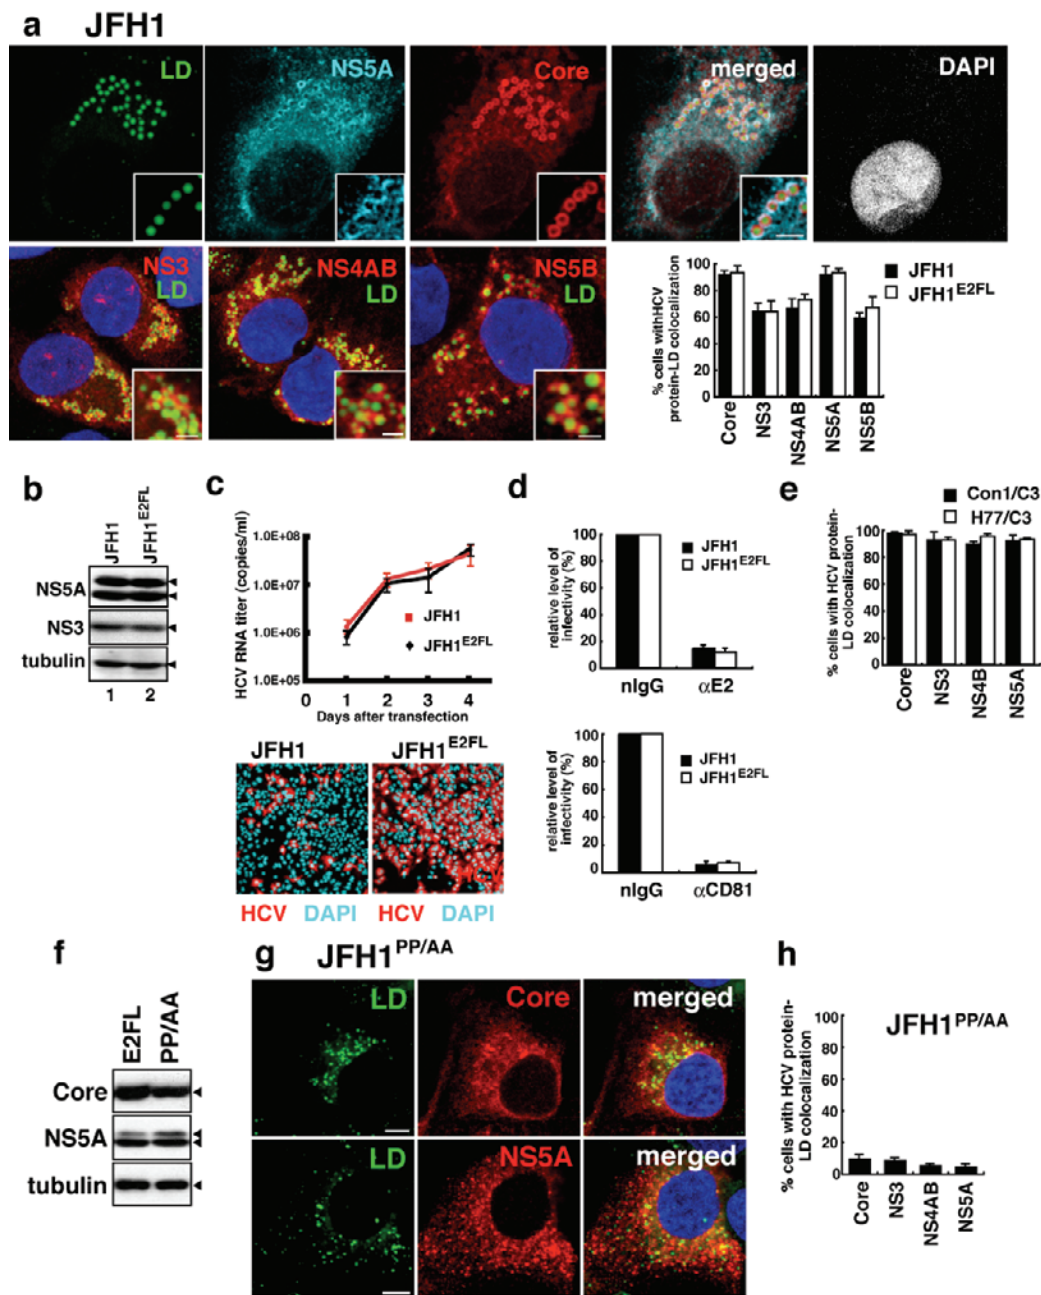 a JFH1
LD
NS5A
Core
merged
DAPI
NS3
LD
NS4AB
LD
NS5B
LD
% cells withHCV
protein-LD colocalization
100
80
60
40
20
0
JFH1
JFH1E2FL
Core
NS3
NS4AB
NS5A
NS5B
b
JFH1
JFH1E2FL
NS5A
NS3
tubulin
1 2
c
HCV RNA titer (copies/ml)
1.0E+08
1.0E+07
1.0E+06
1.0E+05
JFH1
JFH1E2FL
0 1 2 3 4
Days after transfection
JFH1
JFH1E2FL
HCV DAPI HCV DAPI
d
relative level of
infectivity (%)
100
80
60
40
20
0
JFH1
JFH1E2FL
nIgG αE2
relative level of
infectivity (%)
100
80
60
40
20
0
JFH1
JFH1E2FL
nIgG αCD81
e
Con1/C3
H77/C3
% cells with HCV protein-
LD colocalization
100
80
60
40
20
0
Core
NS3
NS4B
NS5A
f
E2FL
PP/AA
Core
NS5A
tubulin
g JFH1PP/AA
LD
Core
merged
LD
NS5A
merged
h
JFH1PP/AA
% cells with HCV protein-
LD colocalization
100
80
60
40
20
0
Core
NS3
NS4AB
NS5A